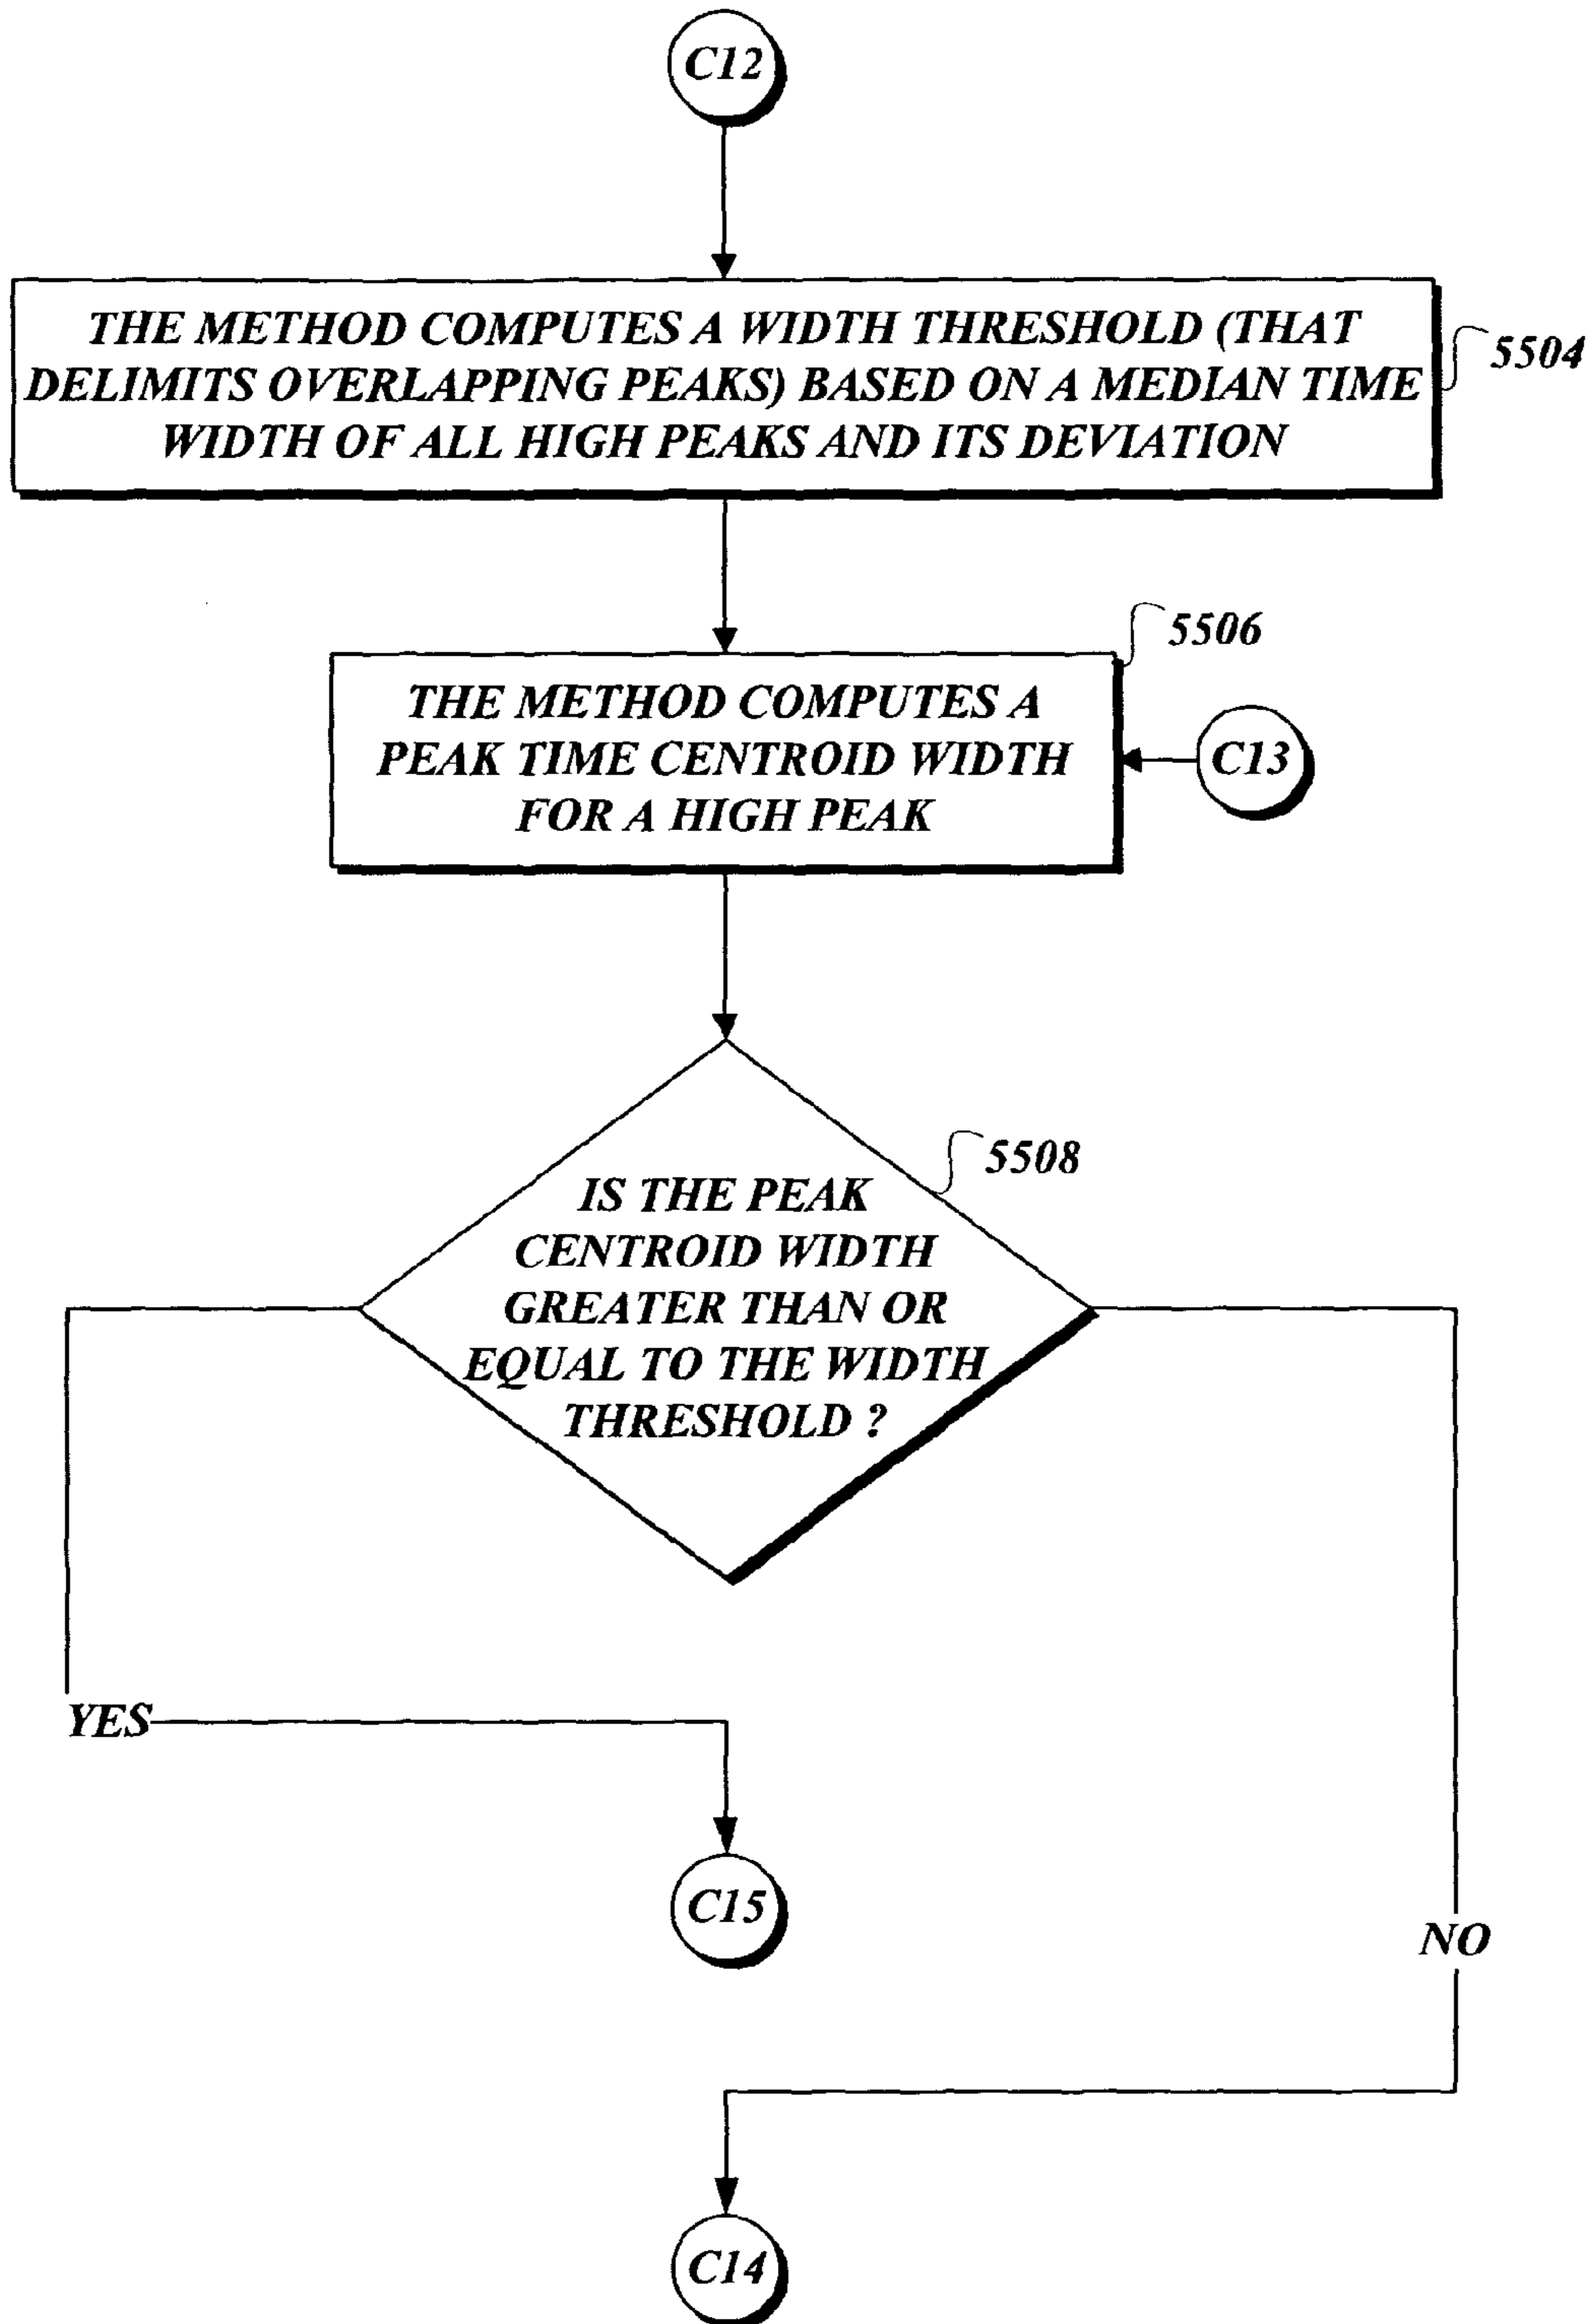 C12
THE METHOD COMPUTES A WIDTH THRESHOLD (THAT
DELIMITS OVERLAPPING PEAKS) BASED ON A MEDIAN TIME
WIDTH OF ALL HIGH PEAKS AND ITS DEVIATION
5504
5506
THE METHOD COMPUTES A
PEAK TIME CENTROID WIDTH
FOR A HIGH PEAK
C13
5508
IS THE PEAK
CENTROID WIDTH
GREATER THAN OR
EQUAL TO THE WIDTH
THRESHOLD ?
YES
C15
NO
C14